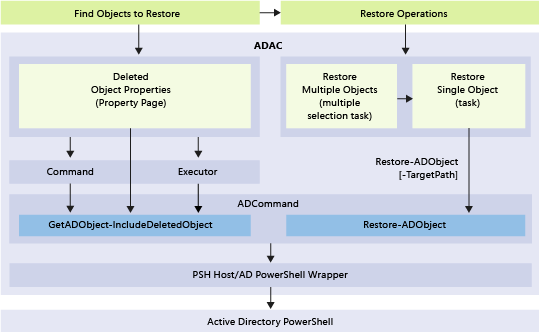 Find Objects to Restore
Restore Operations
ADAC
Deleted
Object Properties
(Property Page)
Restore
Multiple Objects
(multiple
selection task)
Restore
Single Object
(task)
Command
Executor
Restore-ADObject
[-TargetPath]
ADCommand
GetADObject-IncludeDeletedObject
Restore-ADObject
PSH Host/AD PowerShell Wrapper
Active Directory PowerShell